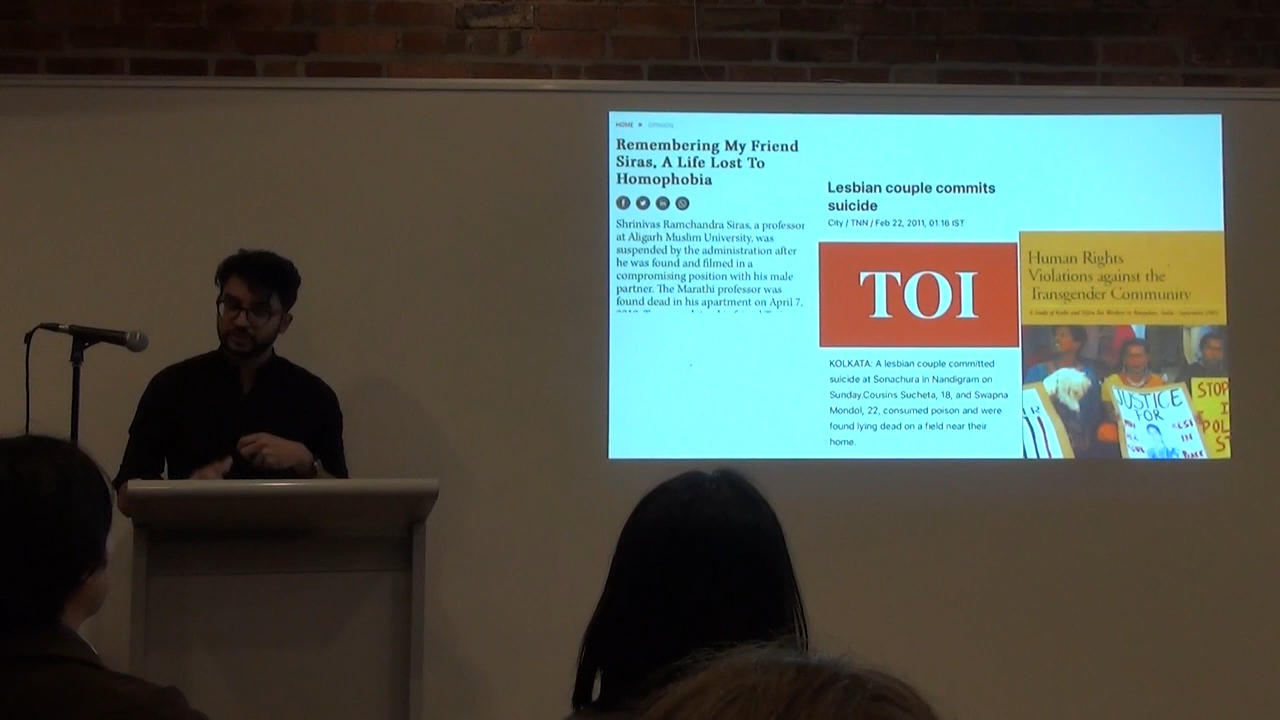 HOME ▸ OPINION
Remembering My Friend
Siras, A Life Lost To
Homophobia
Shrinivas Ramchandra Siras, a professor
at Aligarh Muslim University, was
suspended by the administration after
he was found and filmed in a
compromising position with his male
partner. The Marathi professor was
found dead in his apartment on April 7,
Lesbian couple commits
suicide
City / TNN / Feb 22, 2011, 01:16 IST
TOI
KOLKATA: A lesbian couple committed
suicide at Sonachura in Nandigram on
Sunday.Cousins Sucheta, 18, and Swapna
Mondol, 22, consumed poison and were
found lying dead on a field near their
home.
Human Rights
Violations against the
Transgender Community
JUSTICE
FOR
IN
STOP